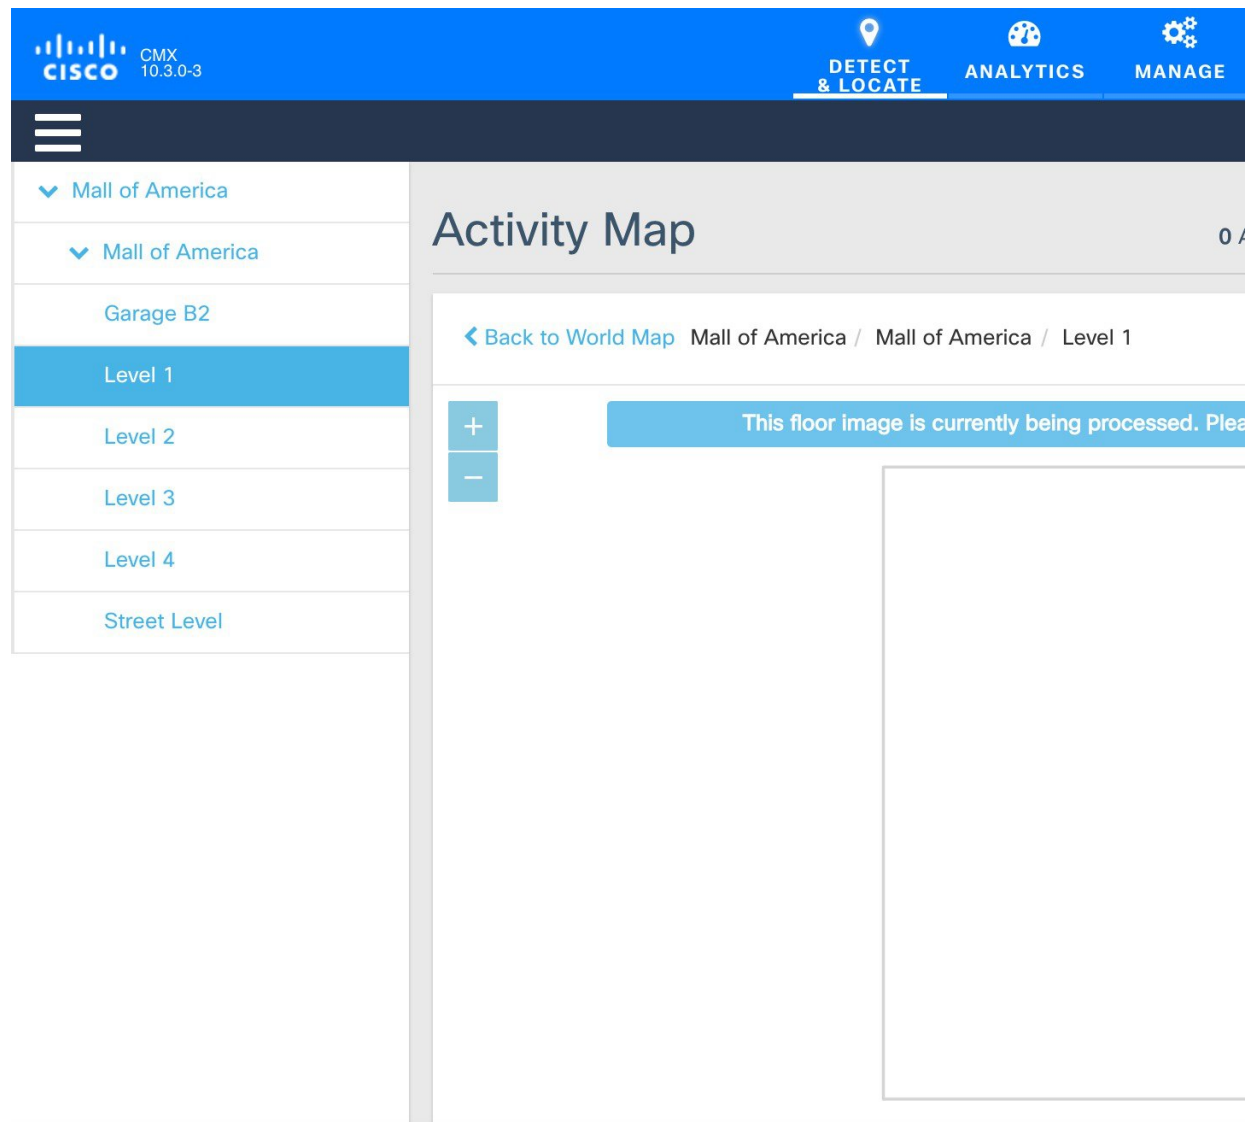 CISCO
CMX
10.3.0-3
DETECT
& LOCATE
ANALYTICS
MANAGE
Mall of America
Mall of America
Garage B2
Level 1
Level 2
Level 3
Level 4
Street Level
Activity Map
0
Back to World Map Mall of America / Mall of America / Level 1
+
This floor image is currently being processed.
−